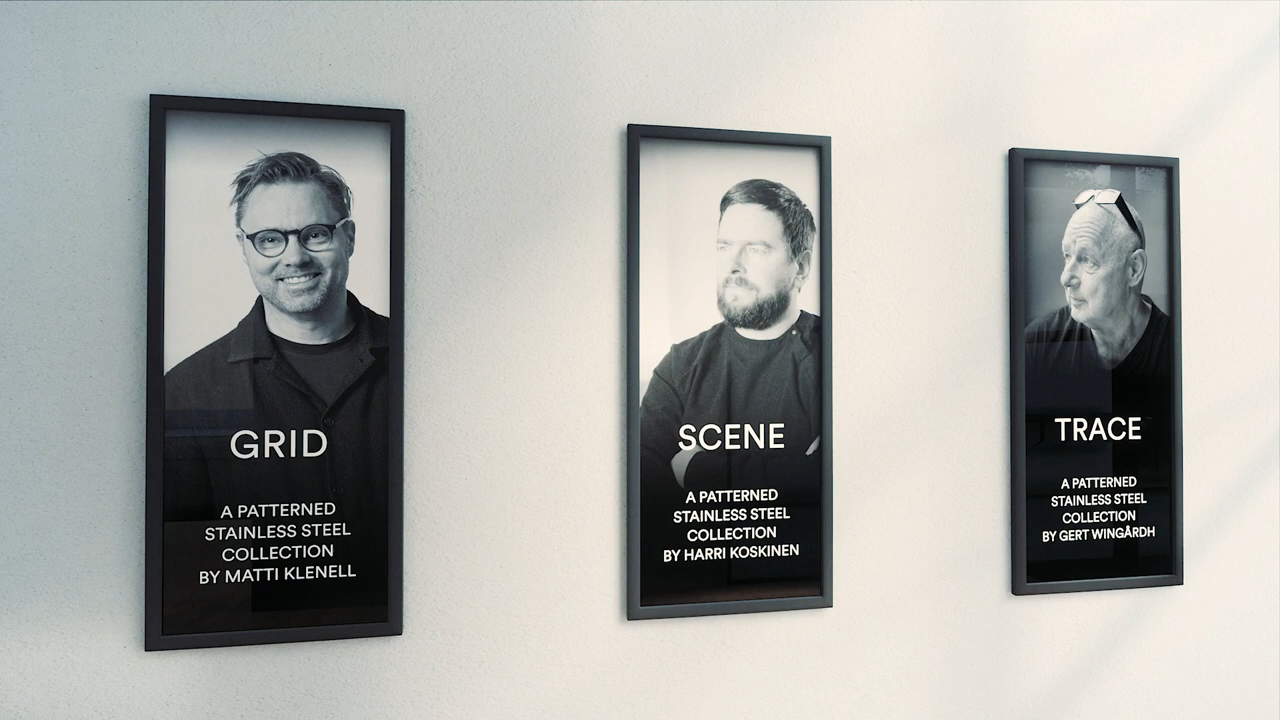 GRID
A PATTERNED
STAINLESS STEEL
COLLECTION
BY MATTI KLENELL
SCENE
A PATTERNED
STAINLESS STEEL
COLLECTION
BY HARRI KOSKINEN
TRACE
A PATTERNED
STAINLESS STEEL
COLLECTION
BY GERT WINGÅRDH